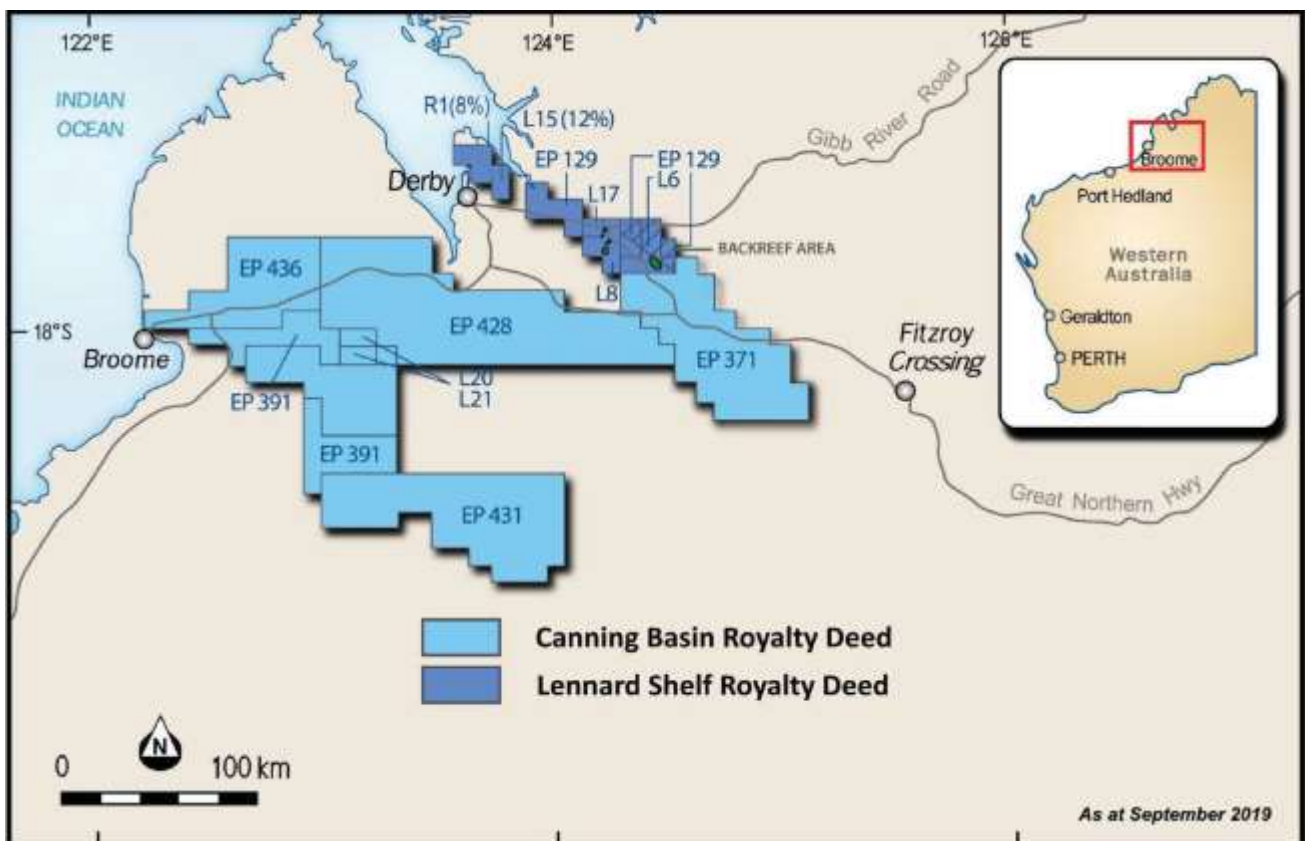 122°E
124°E
126°E
INDIAN
OCEAN
R1(8%)
L15(12%)
EP 129
EP 129
L6
L17
Gibb River Road
Derby
BACKREEF AREA
EP 436
L8
18°S
EP 428
Broome
EP 371
Fitzroy
Crossing
L20
L21
EP 391
EP 391
EP 431
Great Northern Hwy
Broome
Port Hedland
Western
Australia
Geraldton
PERTH
Canning Basin Royalty Deed
Lennard Shelf Royalty Deed
N
0 100 km
As at September 2019